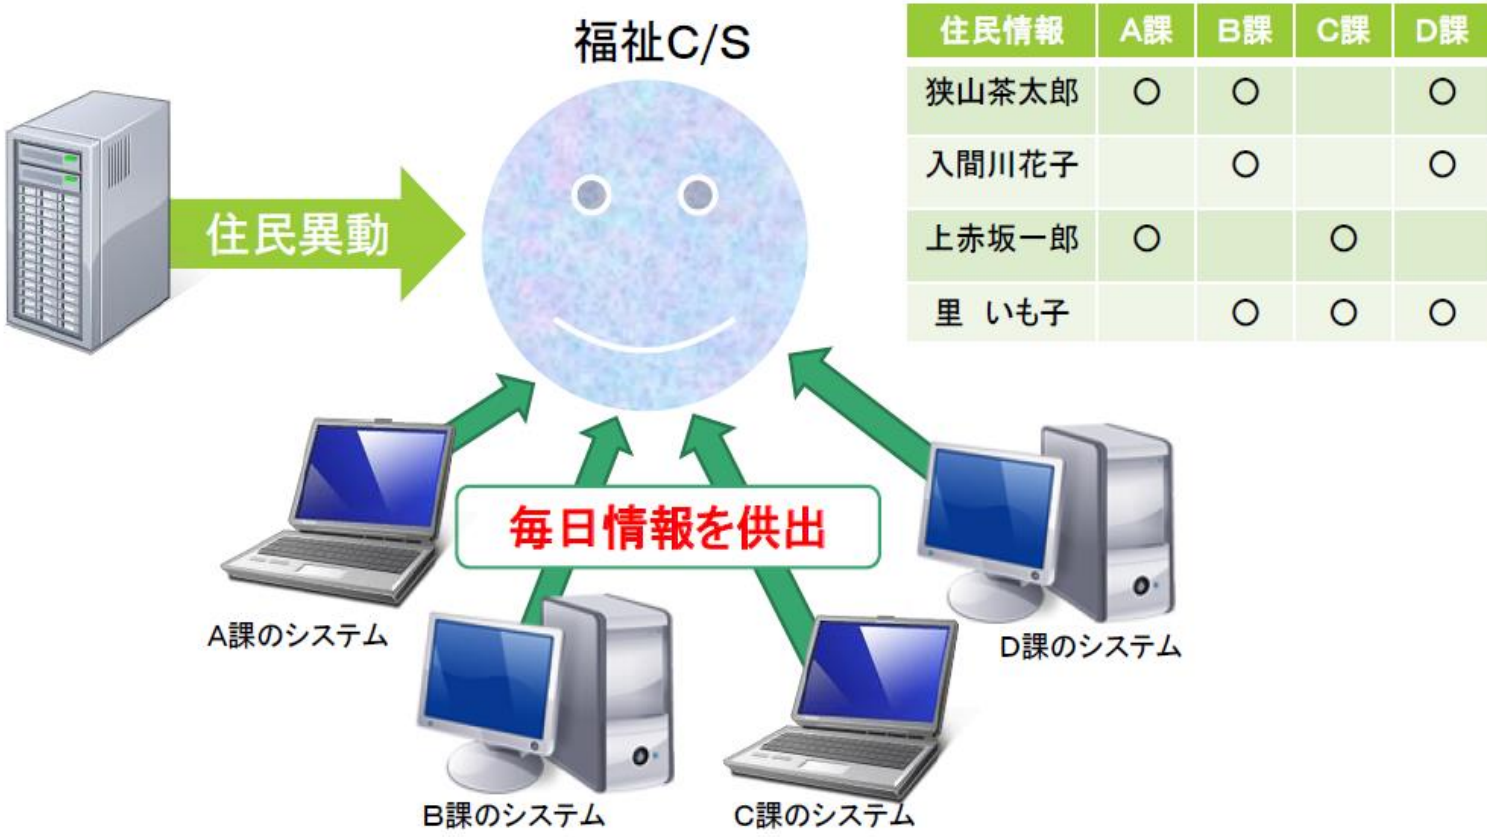 福祉C/S
住民異動
住民情報 A課 B課 C課 D課
狭山茶太郎 〇 〇 〇
入間川花子 〇 〇
上赤坂一郎 〇 〇
里 いも子 〇 〇 〇
毎日情報を供出
A課のシステム
B課のシステム
C課のシステム
D課のシステム